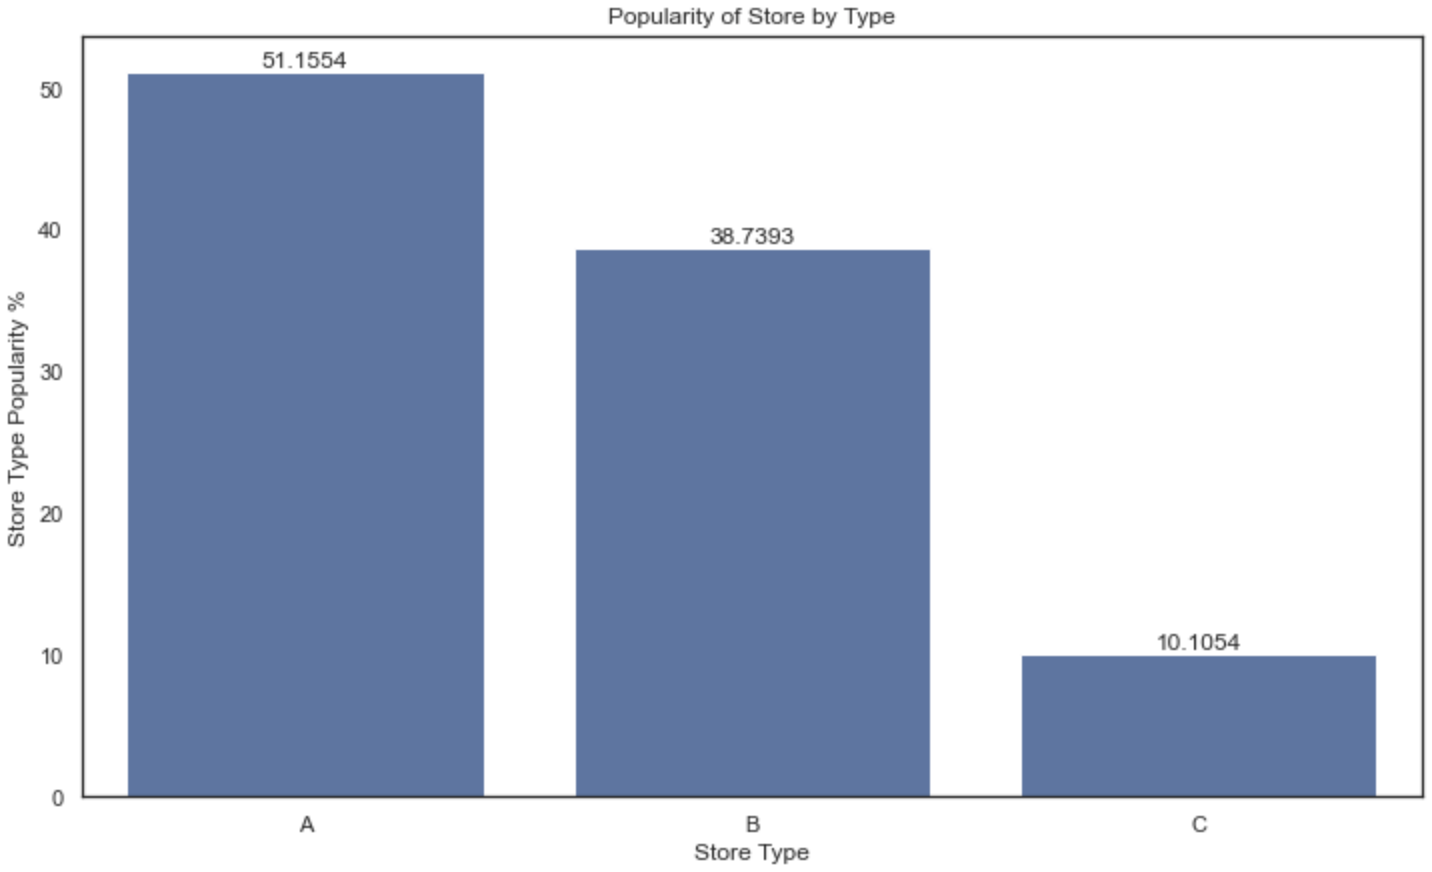 Popularity of Store by Type
51.1554
38.7393
10.1054
50
40
30
20
10
0
Store Type Popularity %
A
B
C
Store Type